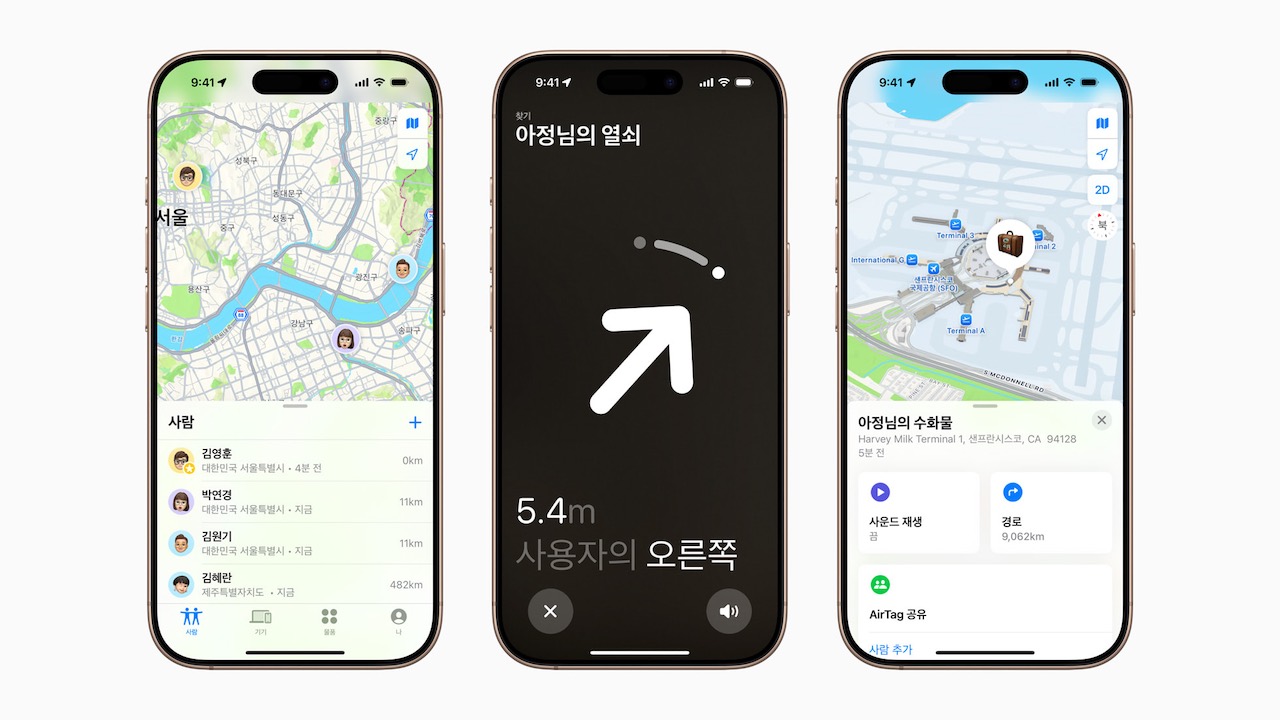 9:41
중랑구
성북구
동대문구
서울
중구
성동구
광진구
용산구
88
강남구
송파구
한강
사람
김영훈
대한민국 서울특별시 • 4분 전
0km
박연경
대한민국 서울특별시 • 지금
11km
김원기
대한민국 서울특별시 • 지금
11km
김혜란
제주특별자치도 • 지금
482km
사람
기기
물품
나
9:41
찾기
아정님의 열쇠
5.4m
사용자의 오른쪽
9:41
2D
북
Terminal 3
inal 2
International G
샌프란시스코
국제공항 (SFO)
Terminal A
S MCDONNELL RD
아정님의 수화물
Harvey Milk Terminal 1, 샌프란시스코, CA 94128
5분 전
사운드 재생
끔
경로
9,062km
AirTag 공유
사람 추가